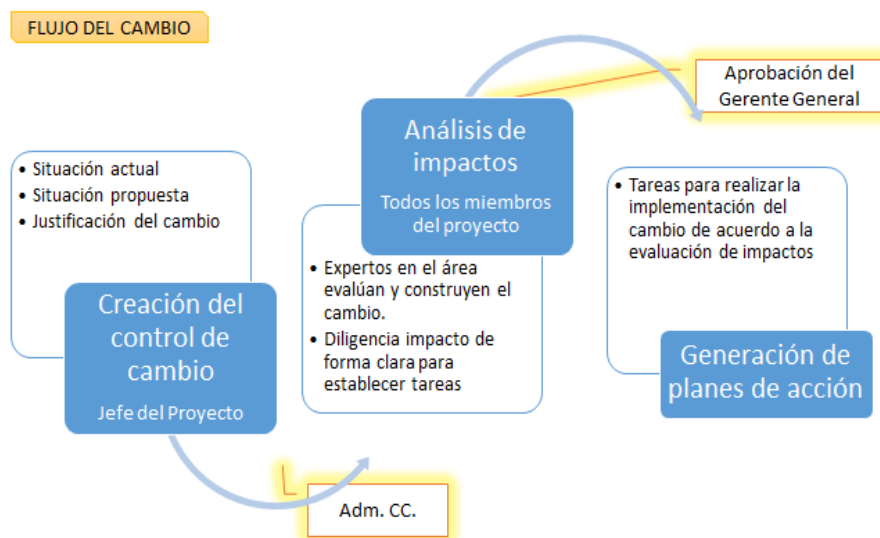 FLUJO DEL CAMBIO
• Situación actual
• Situación propuesta
• Justificación del cambio
Creación del
control de
cambio
Jefe del Proyecto
Adm. CC.
Análisis de
impactos
Todos los miembros
del proyecto
• Expertos en el área
evalúan y construyen el
cambio.
• Diligencia impacto de
forma clara para
establecer tareas
Aprobación del
Gerente General
• Tareas para realizar la
implementación del
cambio de acuerdo a la
evaluación de impactos
Generación de
planes de acción